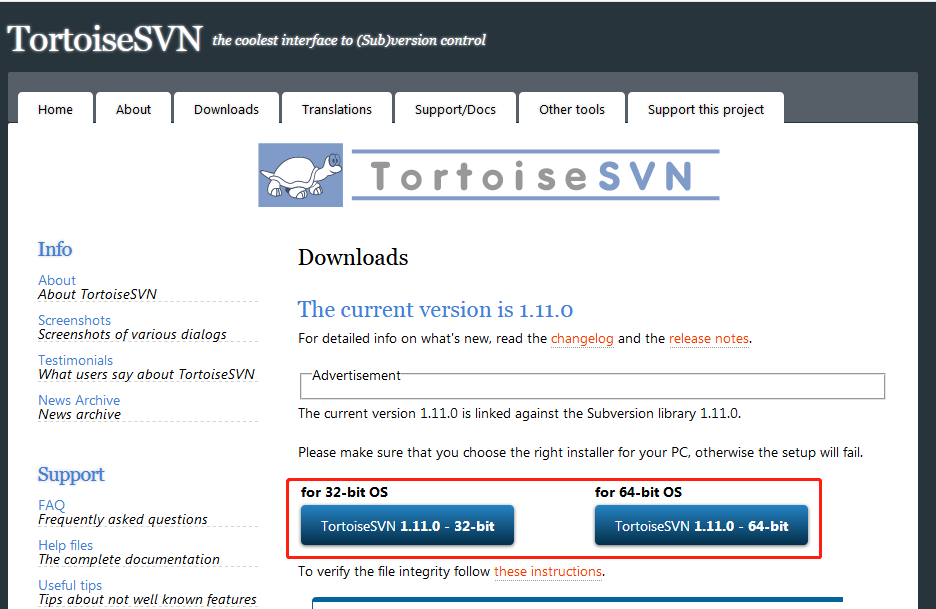 TortoiseSVN the coolest interface to (Sub)version control
Home About Downloads Translations Support/Docs Other tools Support this project
TortoiseSVN
Info
About
About TortoiseSVN
Screenshots
Screenshots of various dialogs
Testimonials
What users say about TortoiseSVN
News Archive
News archive
Support
FAQ
Frequently asked questions
Help files
The complete documentation
Useful tips
Tips about not well known features
Downloads
The current version is 1.11.0
For detailed info on what's new, read the changelog and the release notes.
Advertisement
The current version 1.11.0 is linked against the Subversion library 1.11.0.
Please make sure that you choose the right installer for your PC, otherwise the setup will fail.
for 32-bit OS for 64-bit OS
TortoiseSVN 1.11.0 - 32-bit TortoiseSVN 1.11.0 - 64-bit
To verify the file integrity follow these instructions.